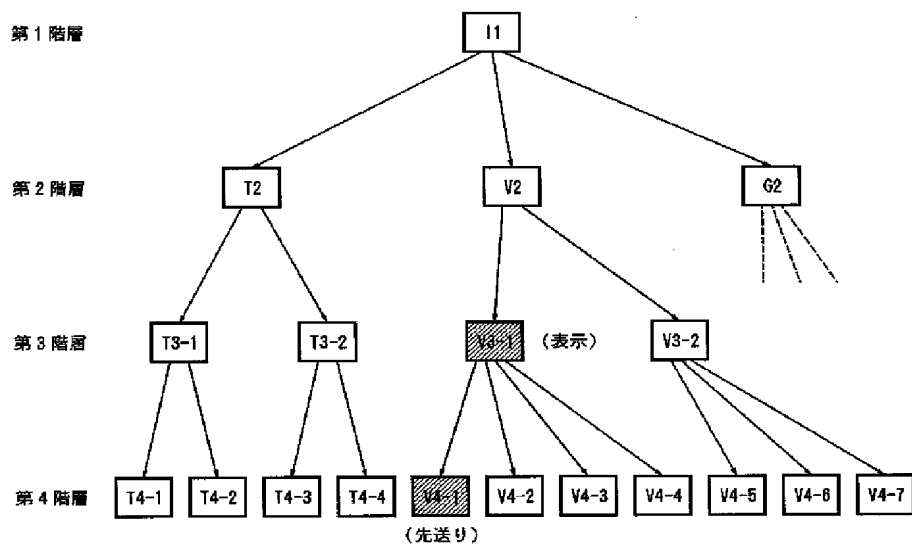 第1階層
I1
第2階層
T2
V2
G2
第3階層
T3-1
T3-2
V3-1
(表示)
V3-2
第4階層
T4-1
T4-2
T4-3
T4-4
V4-1
V4-2
V4-3
V4-4
V4-5
V4-6
V4-7
(先送り)